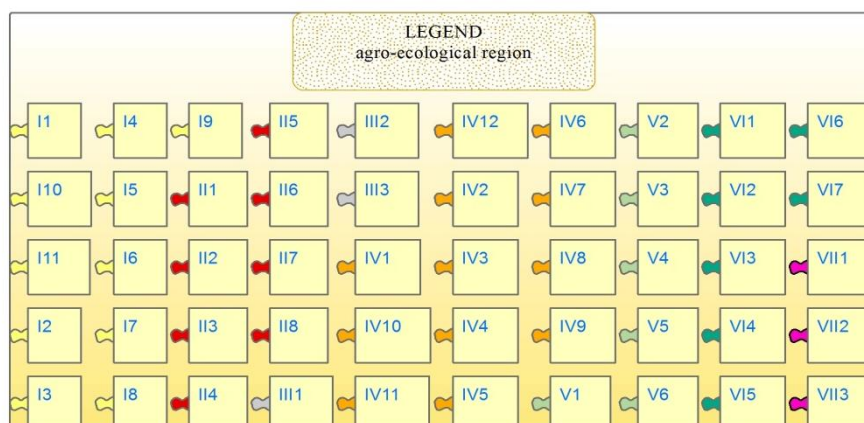 LEGEND
agro-ecological region
I1 I4 I9 II5 III2 IV12 IV6 V2 VI1 VI6
I10 I5 II1 II6 III3 IV2 IV7 V3 VI2 VI7
I11 I6 II2 II7 IV1 IV3 IV8 V4 VI3 VII1
I2 I7 II3 II8 IV10 IV4 IV9 V5 VI4 VII2
I3 I8 II4 III1 IV11 IV5 V1 V6 VI5 VII3